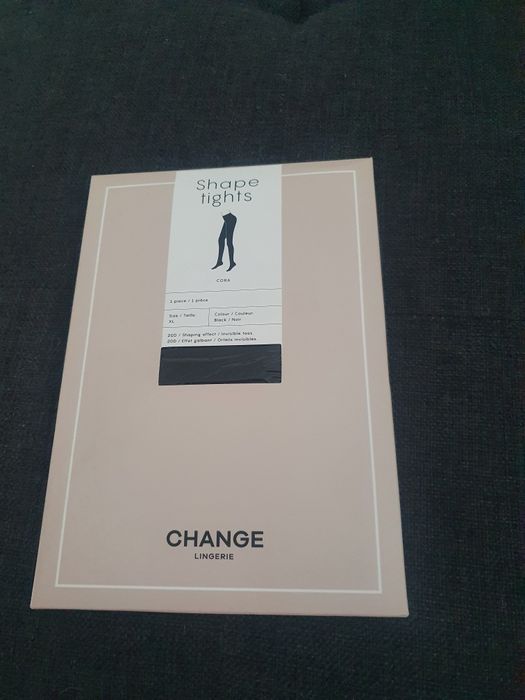 Shape
tights
CORA
1 piece / 1 pièce
Size / Taille:
XL
Colour / Couleur:
Black / Noir
20D / Shaping effect / Invisible toes
20D / Effet galbant / Orteils invisibles
CHANGE
LINGERIE